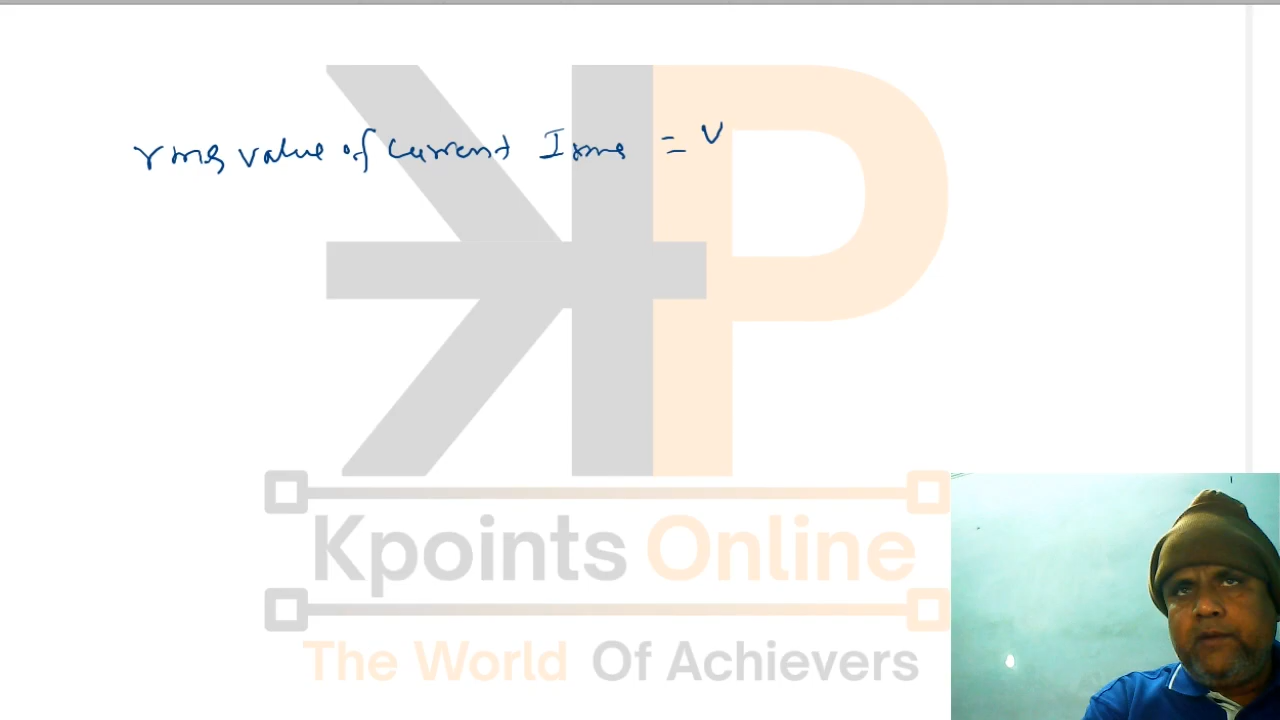 rms value of current Irms = V
Kpoints Online
The World Of Achievers